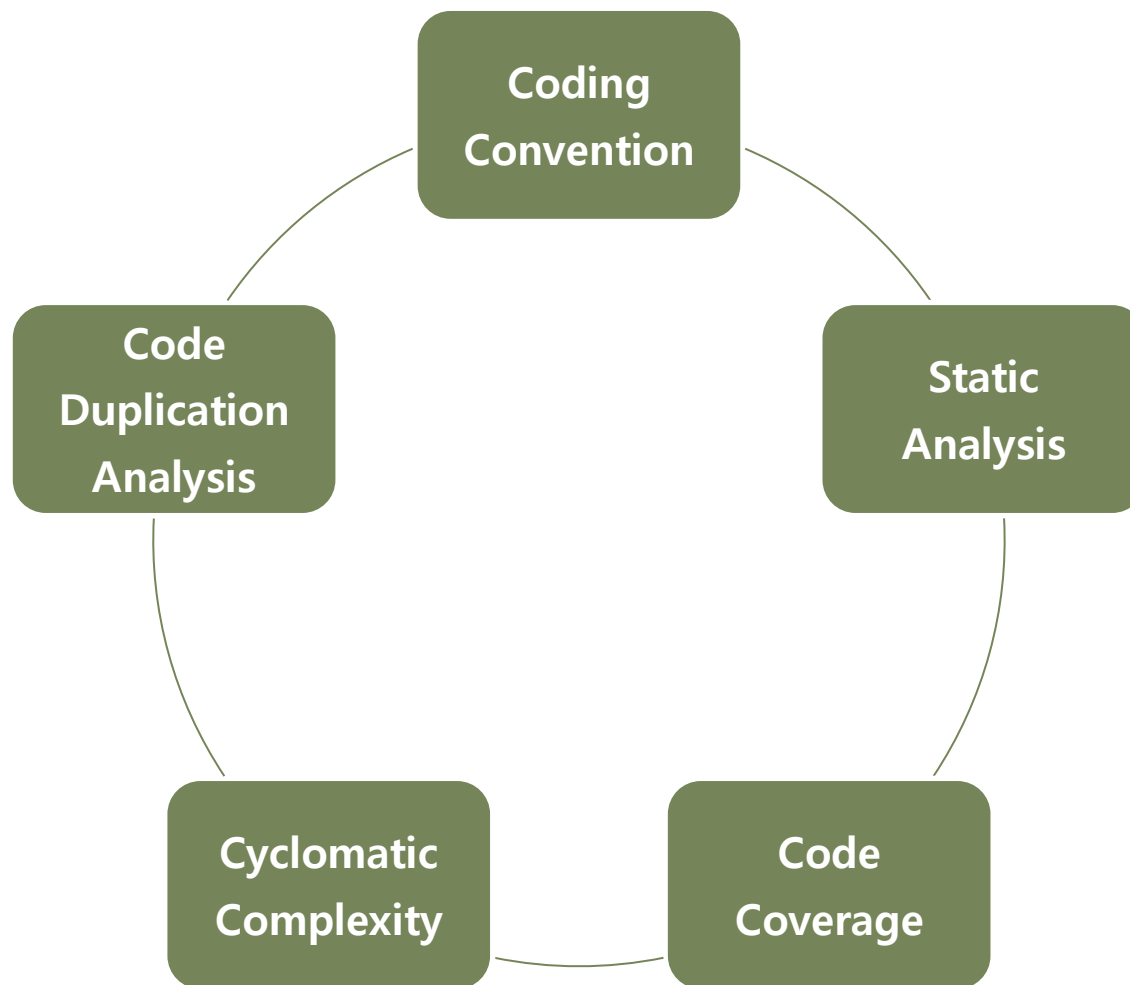 Coding
Convention
Static
Analysis
Code
Coverage
Cyclomatic
Complexity
Code
Duplication
Analysis